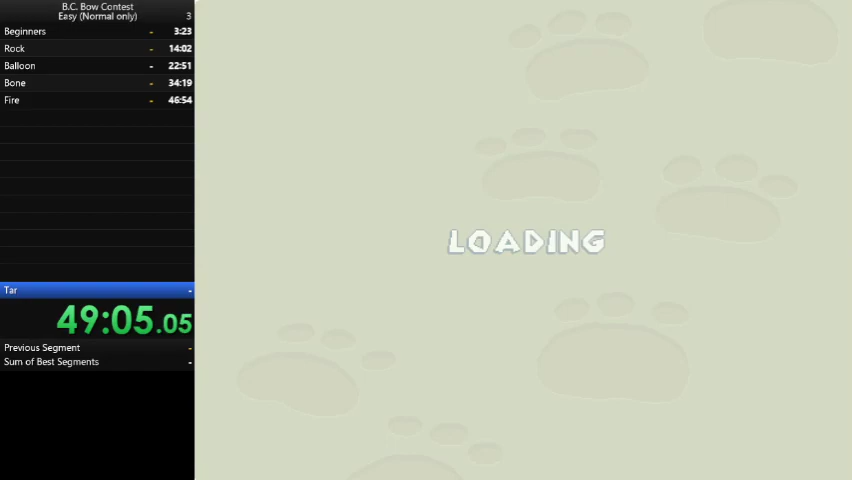 B.C. Bow Contest
Easy (Normal only) 3
Beginners - 3:23
Rock - 14:02
Balloon - 22:51
Bone - 34:19
Fire - 46:54
LOADING
Tar -
49:05.05
Previous Segment -
Sum of Best Segments -